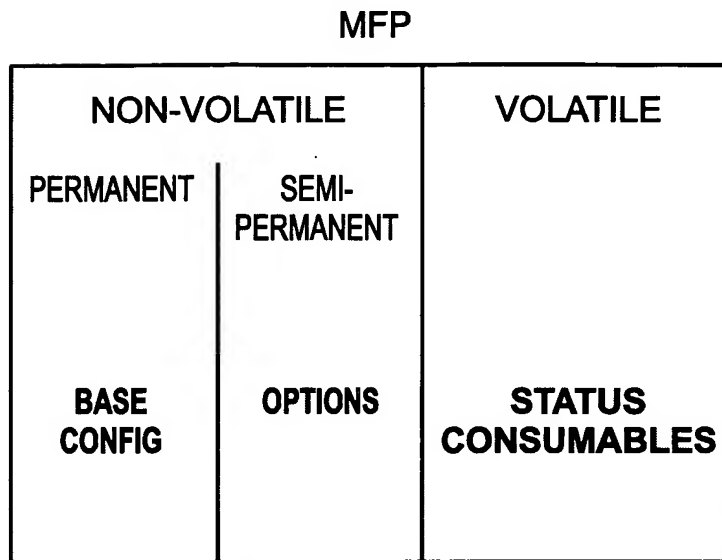 MFP
NON-VOLATILE
VOLATILE
PERMANENT
SEMI-
PERMANENT
BASE
CONFIG
OPTIONS
STATUS
CONSUMABLES